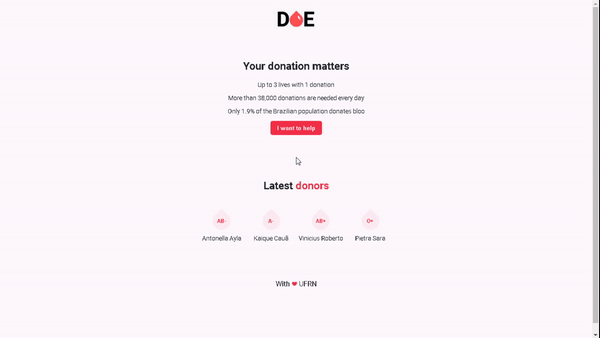 DOE
Your donation matters
Up to 3 lives with 1 donation
More than 38,000 donations are needed every day
Only 1.9% of the Brazilian population donates bloo
I want to help
Latest donors
AB- A- AB+ O+
Antonella Ayla Kaique Cauã Vinicius Roberto Pietra Sara
With ❤ UFRN